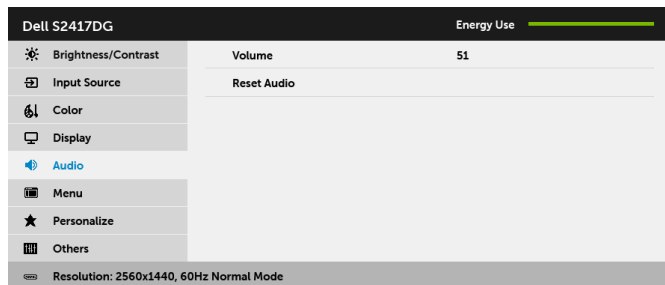 Dell S2417DG Energy Use
Brightness/Contrast Volume 51
Input Source Reset Audio
Color
Display
Audio
Menu
Personalize
Others
Resolution: 2560x1440, 60Hz Normal Mode